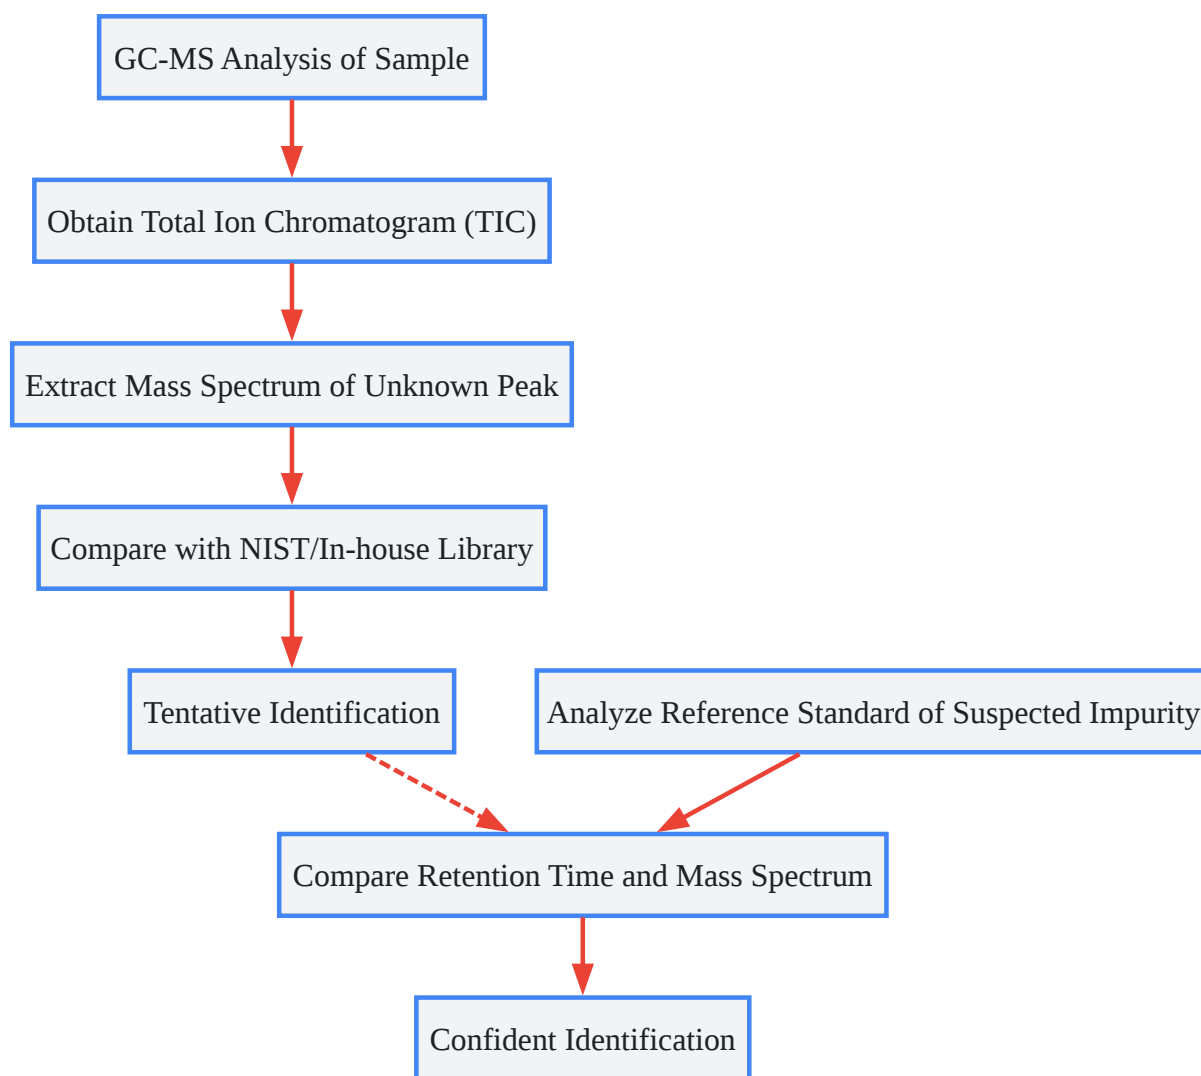 GC-MS Analysis of Sample
Obtain Total Ion Chromatogram (TIC)
Extract Mass Spectrum of Unknown Peak
Compare with NIST/In-house Library
Tentative Identification
Analyze Reference Standard of Suspected Impurity
Compare Retention Time and Mass Spectrum
Confident Identification